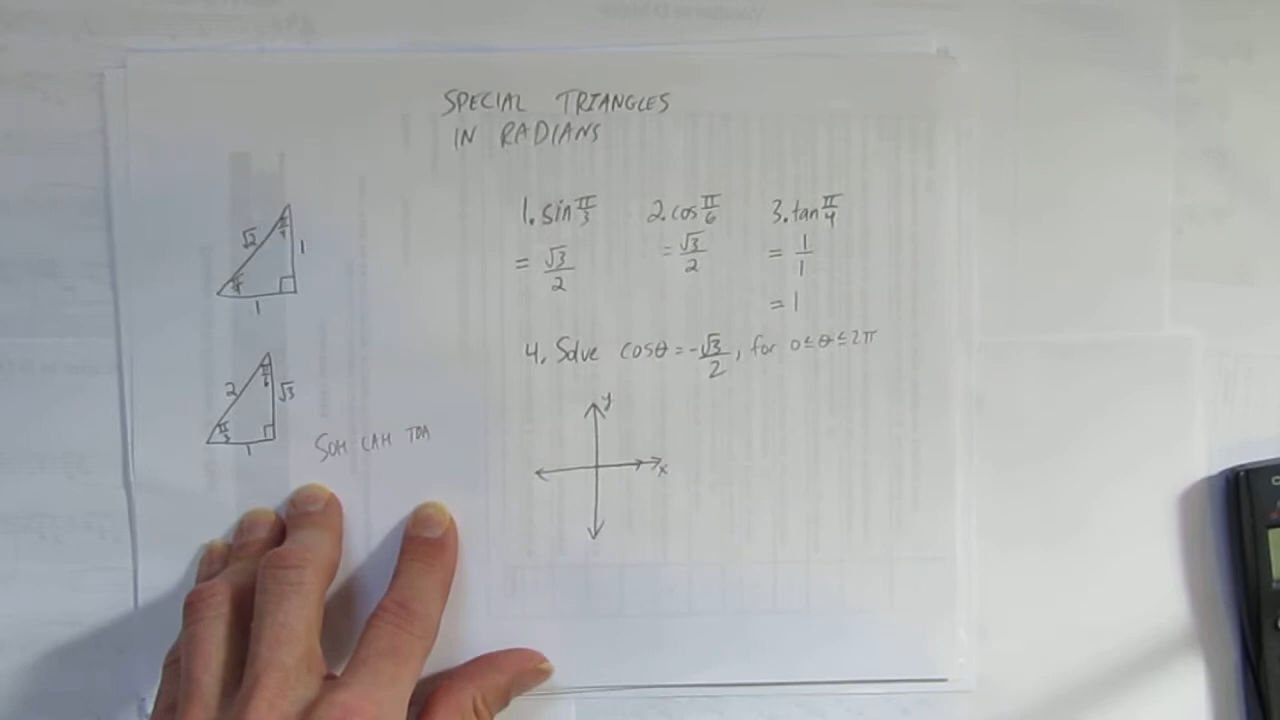 SPECIAL TRIANGLES
IN RADIANS
1. sin π/3
= √3/2
2. cos π/6
= √3/2
3. tan π/4
= 1/1
= 1
4. Solve cosθ = -√3/2, for 0≤θ≤2π
y
x
√2
π/4
1
π/4
1
2
π/6
√3
π/3
1
SOH CAH TOA